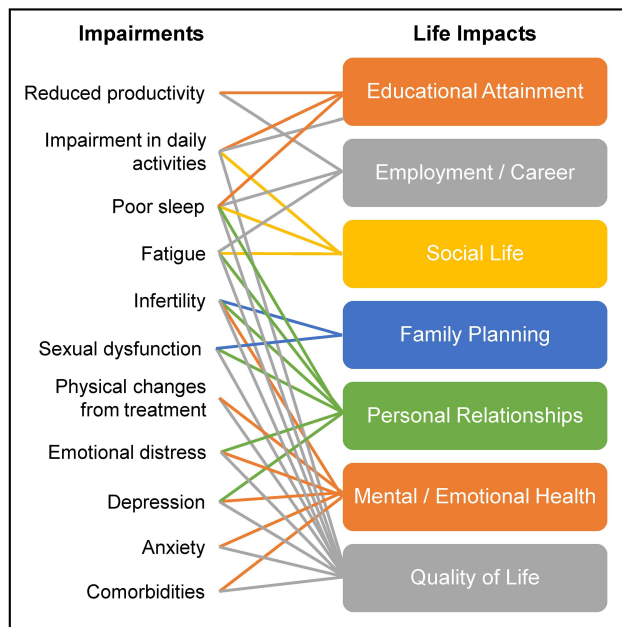 Impairments
Life Impacts
Reduced productivity
Impairment in daily
activities
Poor sleep
Fatigue
Infertility
Sexual dysfunction
Physical changes
from treatment
Emotional distress
Depression
Anxiety
Comorbidities
Educational Attainment
Employment / Career
Social Life
Family Planning
Personal Relationships
Mental / Emotional Health
Quality of Life